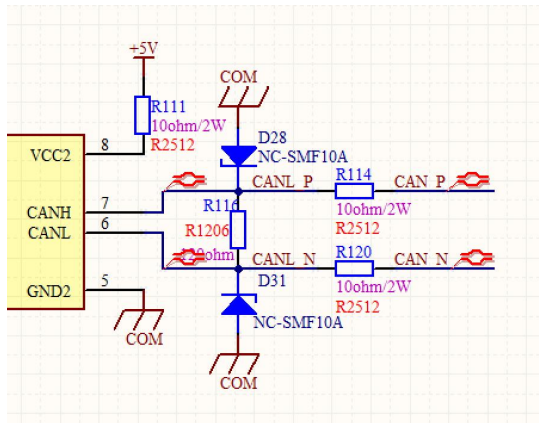 +5V
COM
R111
10ohm/2W
R2512
D28
NC-SMF10A
VCC2
8
CANL_P
R114
CAN_P
10ohm/2W
R2512
CANH
7
R116
R1206
120ohm
CANL
6
CANL_N
R120
CAN_N
10ohm/2W
R2512
GND2
5
COM
D31
NC-SMF10A
COM